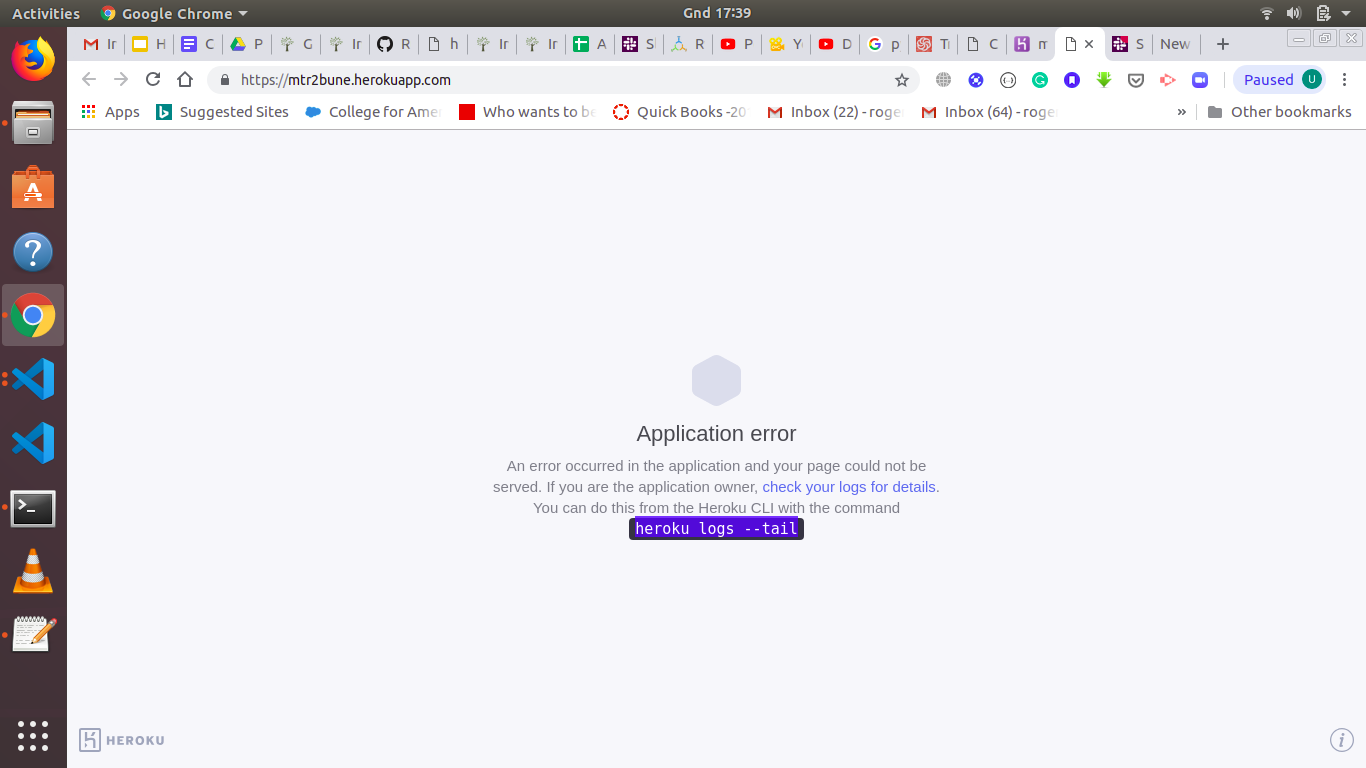 Activities
Google Chrome
Gnd 17:39
Ir
H
C
P
G
Ir
R
h
Ir
Ir
A
S
R
P
Y
D
p
Ti
C
m
S
New
https://mtr2bune.herokuapp.com
Paused
U
Apps
Suggested Sites
College for Amer
Who wants to be
Quick Books -20
Inbox (22) - roge
Inbox (64) - roge
»
Other bookmarks
Application error
An error occurred in the application and your page could not be
served. If you are the application owner, check your logs for details.
You can do this from the Heroku CLI with the command
heroku logs --tail
HEROKU